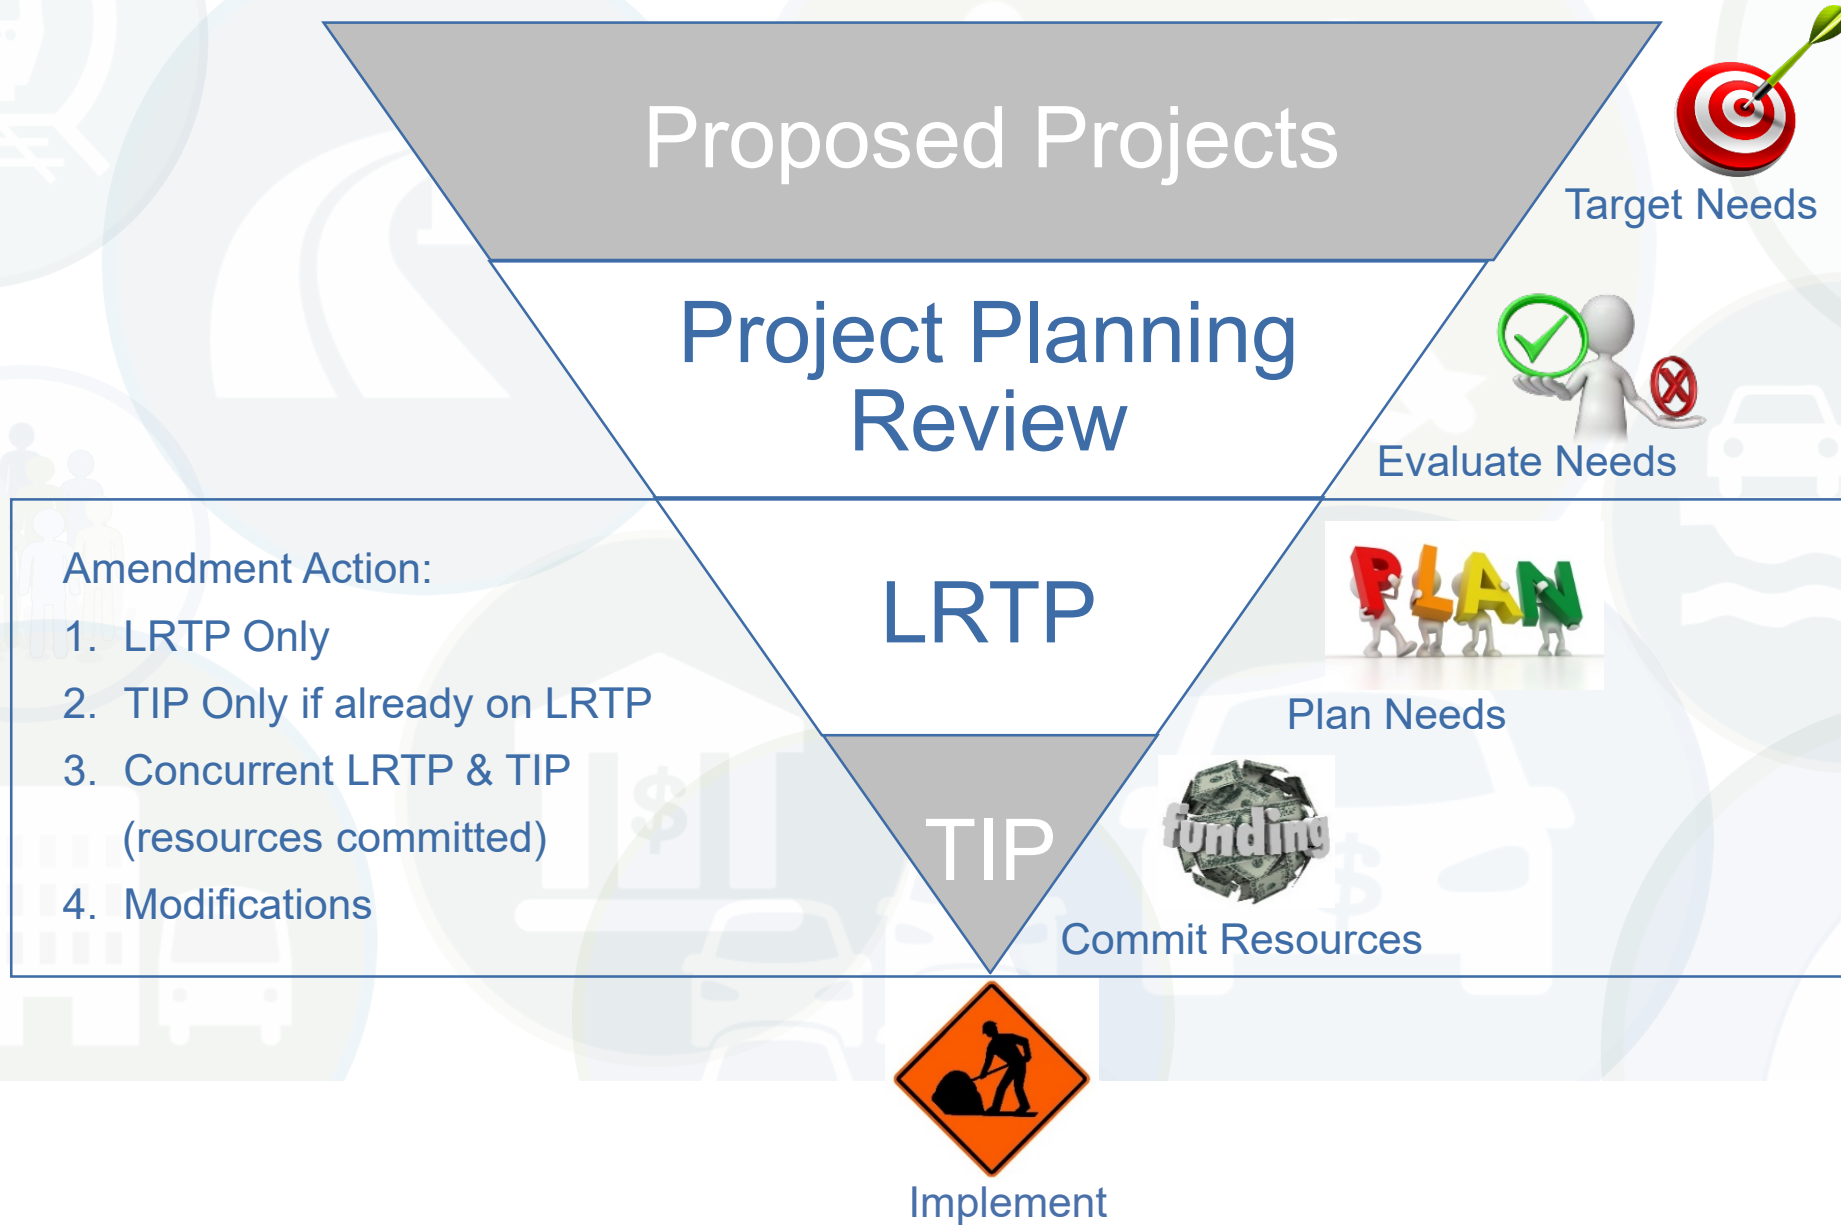 Proposed Projects
Target Needs
Project Planning
Review
Evaluate Needs
Amendment Action:
1. LRTP Only
2. TIP Only if already on LRTP
3. Concurrent LRTP & TIP
(resources committed)
4. Modifications
LRTP
PLAN
Plan Needs
TIP
funding
Commit Resources
Implement